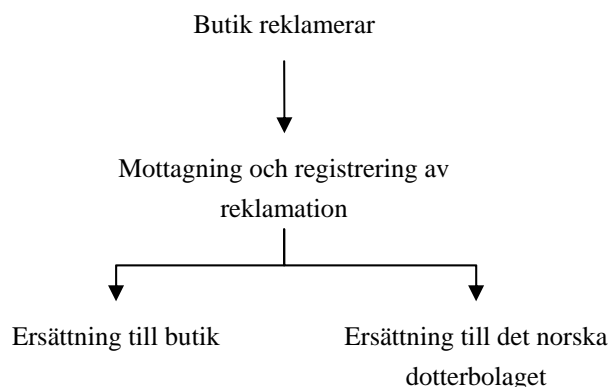 Butik reklamerar
Mottagning och registrering av
reklamation
Ersättning till butik
Ersättning till det norska
dotterbolaget